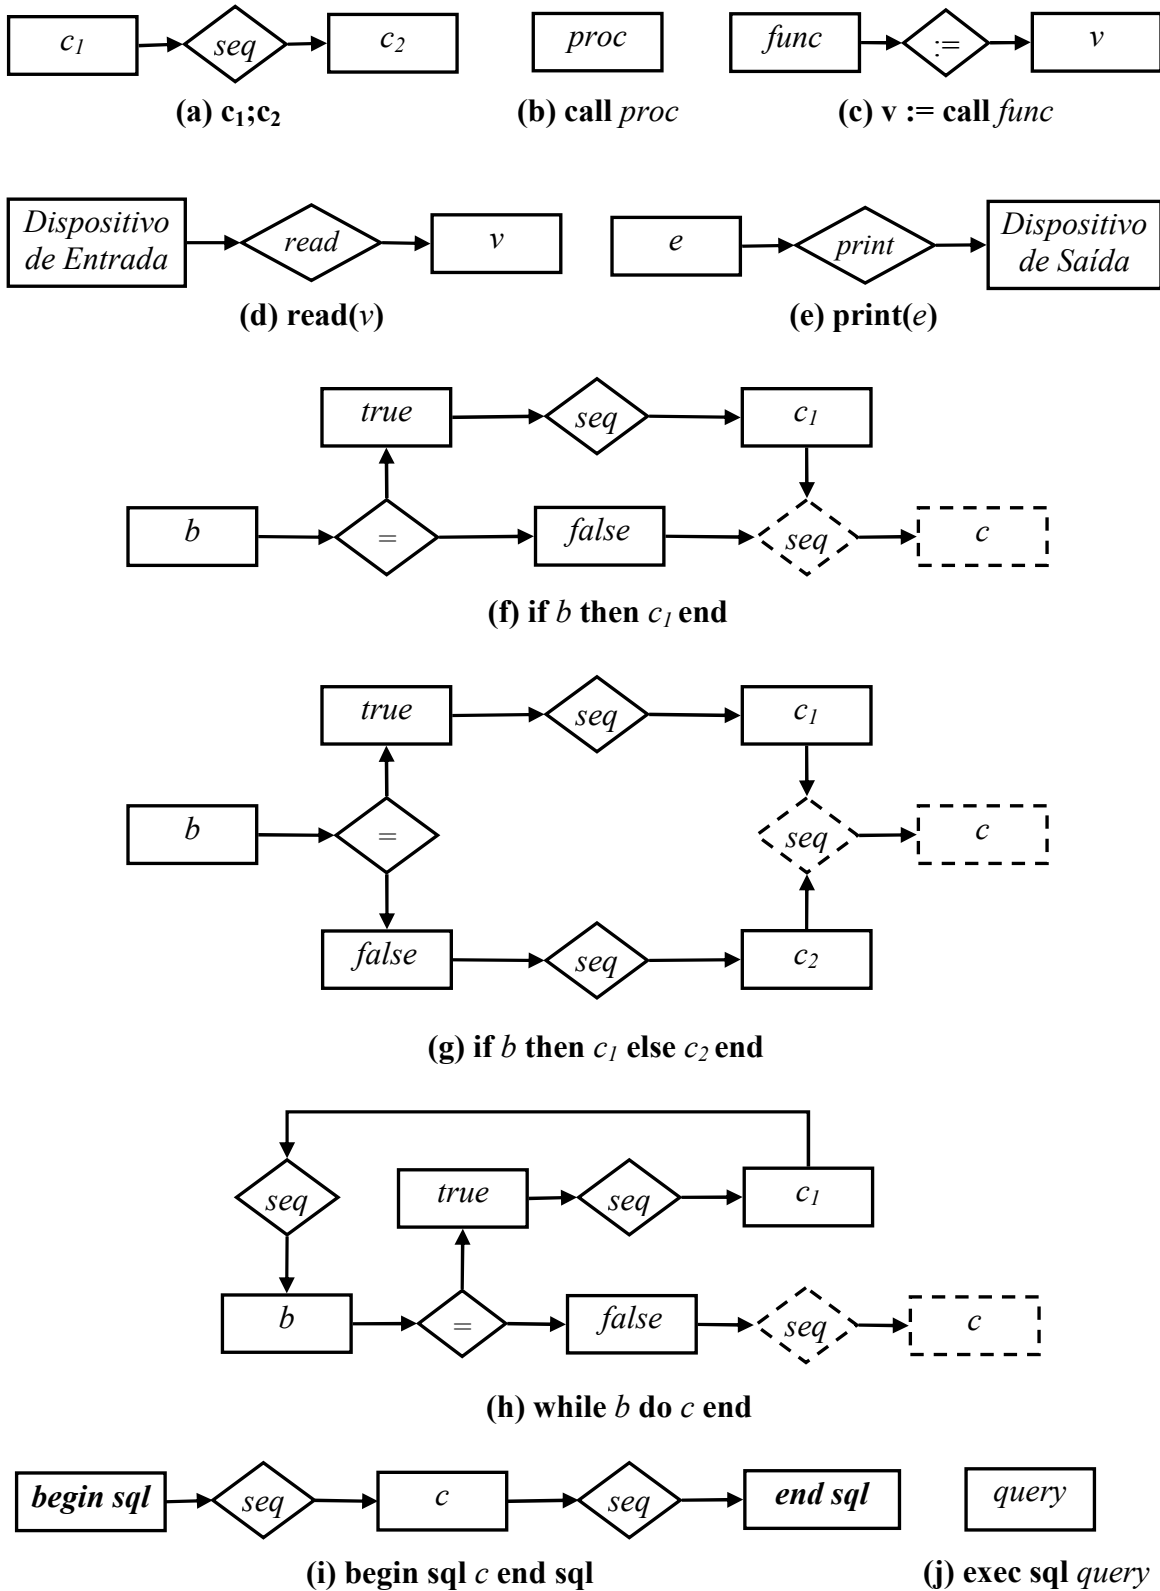 c1 seq c2 proc func := v
(a) c1;c2 (b) call proc (c) v := call func
Dispositivo
de Entrada read v e print Dispositivo
de Saída
(d) read(v) (e) print(e)
true seq c1
b = false seq c
(f) if b then c1 end
true seq c1
b = seq c
false seq c2
(g) if b then c1 else c2 end
seq true seq c1
b = false seq c
(h) while b do c end
begin sql seq c seq end sql query
(i) begin sql c end sql (j) exec sql query